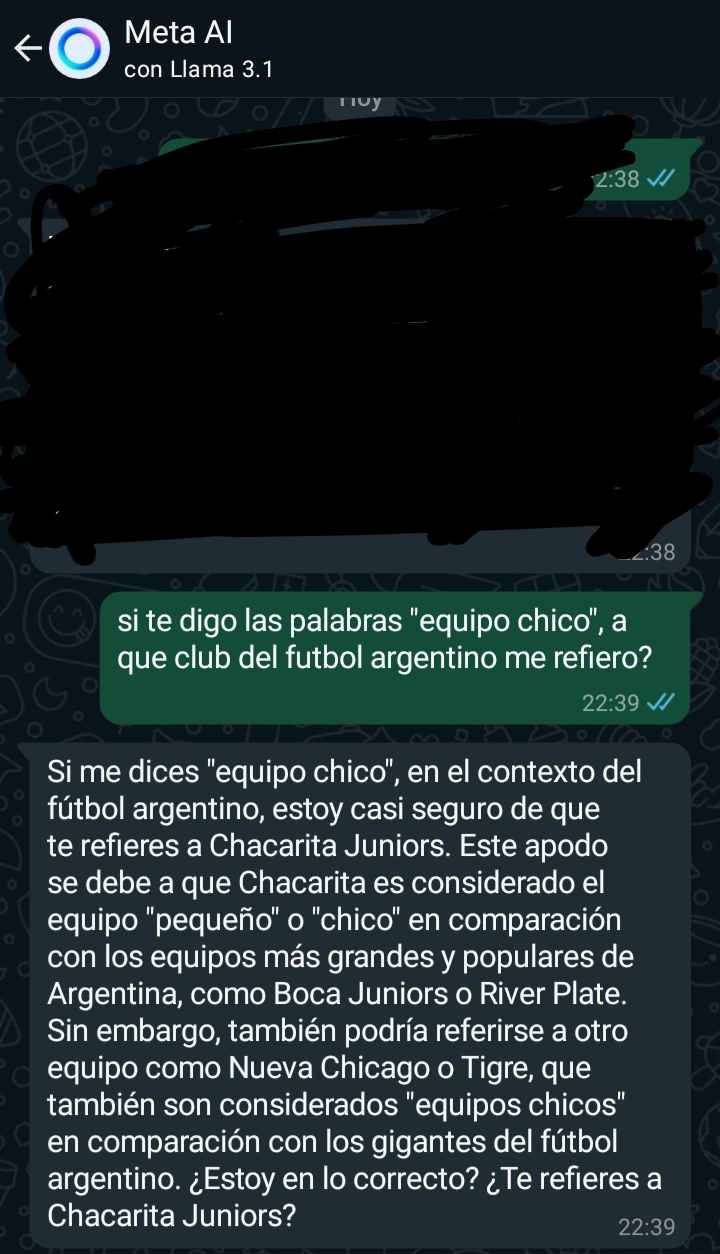 Meta AI
con Llama 3.1
Hoy
2:38
2:38
si te digo las palabras "equipo chico", a
que club del futbol argentino me refiero?
22:39
Si me dices "equipo chico", en el contexto del
fútbol argentino, estoy casi seguro de que
te refieres a Chacarita Juniors. Este apodo
se debe a que Chacarita es considerado el
equipo "pequeño" o "chico" en comparación
con los equipos más grandes y populares de
Argentina, como Boca Juniors o River Plate.
Sin embargo, también podría referirse a otro
equipo como Nueva Chicago o Tigre, que
también son considerados "equipos chicos"
en comparación con los gigantes del fútbol
argentino. ¿Estoy en lo correcto? ¿Te refieres a
Chacarita Juniors?
22:39